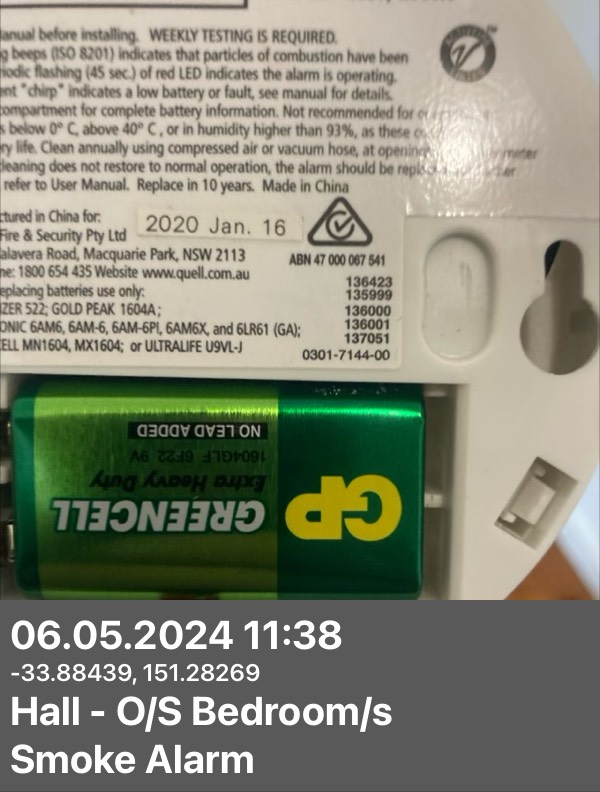 anual before installing. WEEKLY TESTING IS REQUIRED.
g beeps (ISO 8201) indicates that particles of combustion have been
nodic flashing (45 sec.) of red LED indicates the alarm is operating.
ent "chirp" indicates a low battery or fault, see manual for details.
ompartment for complete battery information. Not recommended for
s below 0° C, above 40° C, or in humidity higher than 93%, as these
ry life. Clean annually using compressed air or vacuum hose, at
leaning does not restore to normal operation, the alarm should be
refer to User Manual. Replace in 10 years. Made in China
ctured in China for:
2020 Jan. 16
Fire & Security Pty Ltd
alavera Road, Macquarie Park, NSW 2113
ABN 47 000 067 541
ne: 1800 654 435 Website www.quell.com.au
eplacing batteries use only:
IZER 522; GOLD PEAK 1604A;
ONIC 6AM6, 6AM-6, 6AM-6PI, 6AM6X, and 6LR61 (GA);
ELL MN1604, MX1604; or ULTRALIFE U9VL-J
136423
135999
136000
136001
137051
0301-7144-00
GP
GREENCELL
Extra Heavy Duty
1604GLF 6F22 9V
NO LEAD ADDED
06.05.2024 11:38
-33.88439, 151.28269
Hall - O/S Bedroom/s
Smoke Alarm